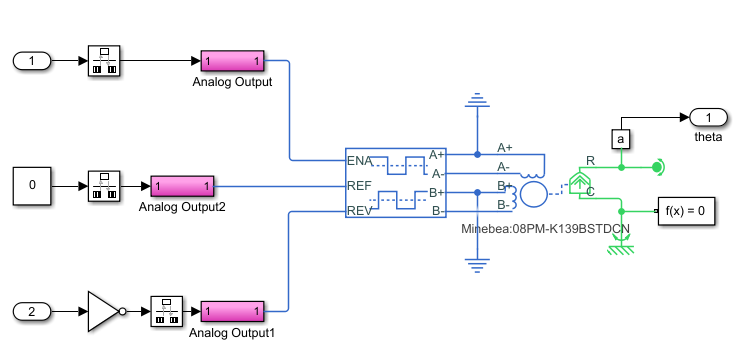 1
1 1
Analog Output
A+
ENA
A+
A-
A-
REF
B+
B+
REV
B-
B-
Minebea:08PM-K139BSTDCN
R
C
a
1
theta
f(x) = 0
0
1 1
Analog Output2
2
1 1
Analog Output1